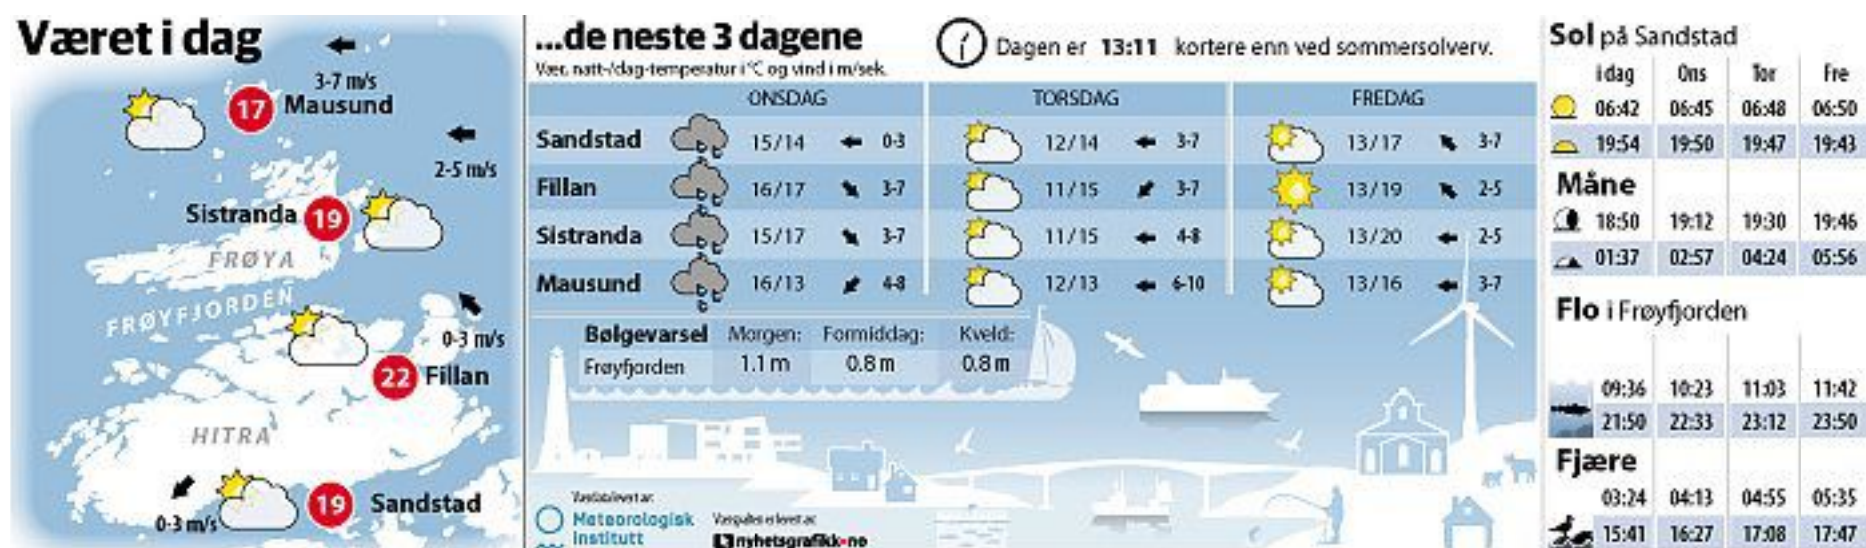 Været i dag
3-7 m/s
17 Mausund
2-5 m/s
Sistranda 19
FRØYA
FRØYFJORDEN
0-3 m/s
22 Fillan
HITRA
19 Sandstad
0-3 m/s
...de neste 3 dagene
Vær, natt-/dag-temperatur i °C og vind i m/sek.
Dagen er 13:11 kortere enn ved sommersolverv.
ONSDAG TORSDAG FREDAG
Sandstad 15/14 0-3 12/14 3-7 13/17 3-7
Fillan 16/17 3-7 11/15 3-7 13/19 2-5
Sistranda 15/17 3-7 11/15 4-8 13/20 2-5
Mausund 16/13 4-8 12/13 6-10 13/16 3-7
Bølgevarsel Morgen: Formiddag: Kveld:
Frøyfjorden 1.1 m 0.8 m 0.8 m
Meteorologisk
institutt
nyhetsgrafikk.no
Sol på Sandstad
i dag Ons Tor Fre
06:42 06:45 06:48 06:50
19:54 19:50 19:47 19:43
Måne
18:50 19:12 19:30 19:46
01:37 02:57 04:24 05:56
Flo i Frøyfjorden
09:36 10:23 11:03 11:42
21:50 22:33 23:12 23:50
Fjære
03:24 04:13 04:55 05:35
15:41 16:27 17:08 17:47